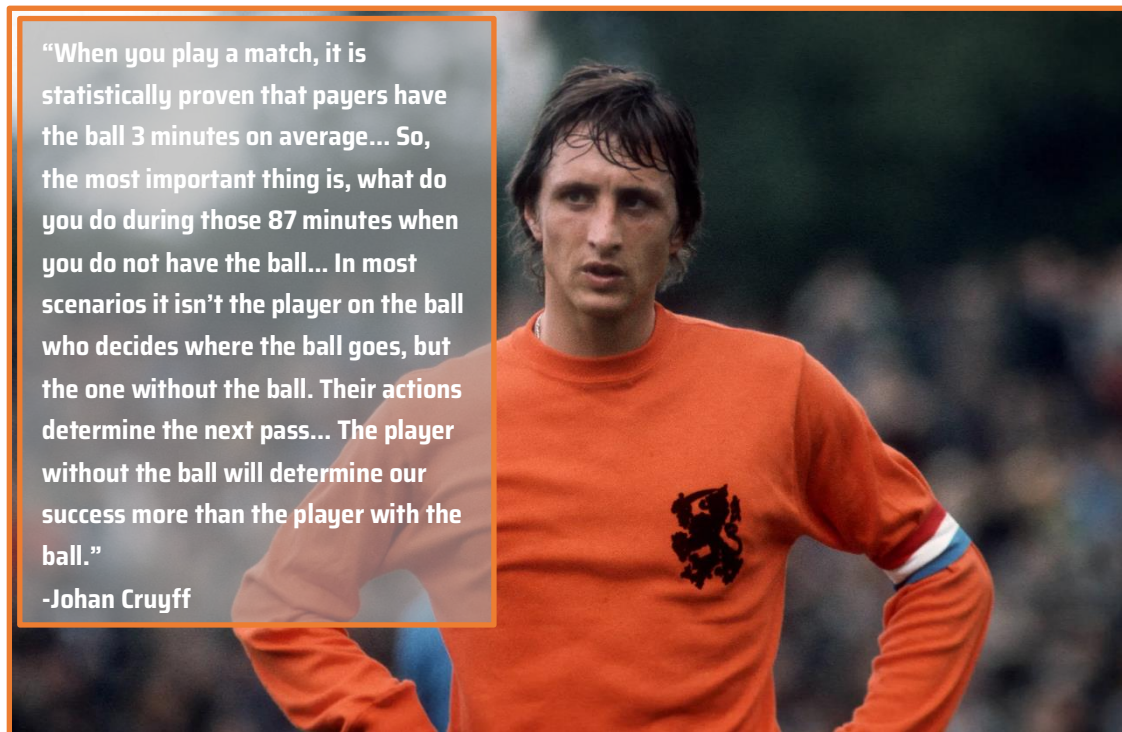 “When you play a match, it is
statistically proven that payers have
the ball 3 minutes on average... So,
the most important thing is, what do
you do during those 87 minutes when
you do not have the ball... In most
scenarios it isn’t the player on the ball
who decides where the ball goes, but
the one without the ball. Their actions
determine the next pass... The player
without the ball will determine our
success more than the player with the
ball.”
-Johan Cruyff